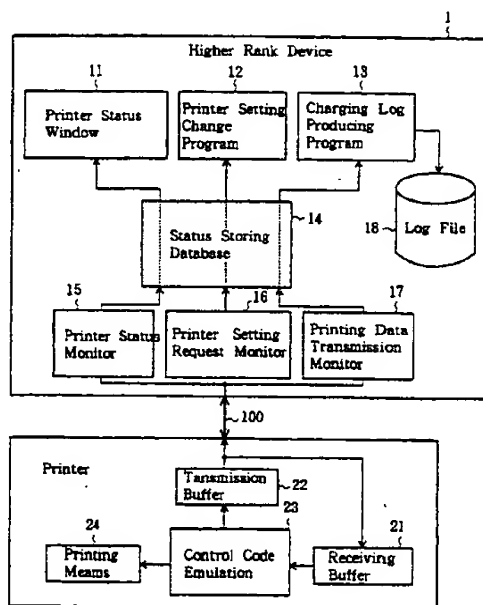 1
Higher Rank Device
11
12
13
Printer Status
Window
Printer Setting
Change
Program
Charging Log
Producing
Program
14
Status Storing
Database
18
Log File
15
16
17
Printer Status
Monitor
Printer Setting
Request Monitor
Printing Data
Transmission
Monitor
100
Printer
Tansmission
Buffer
22
23
24
21
Printing
Meams
Control Code
Emulation
Receiving
Buffer